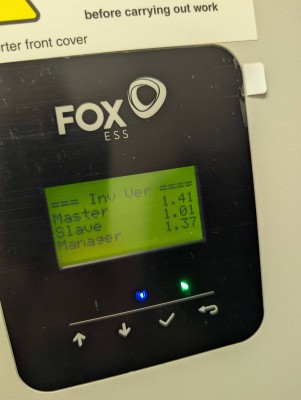 before carrying out work
rter front cover
FOX
ESS
=== Inv Ver ====
Master 1.41
Slave 1.01
Manager 1.37